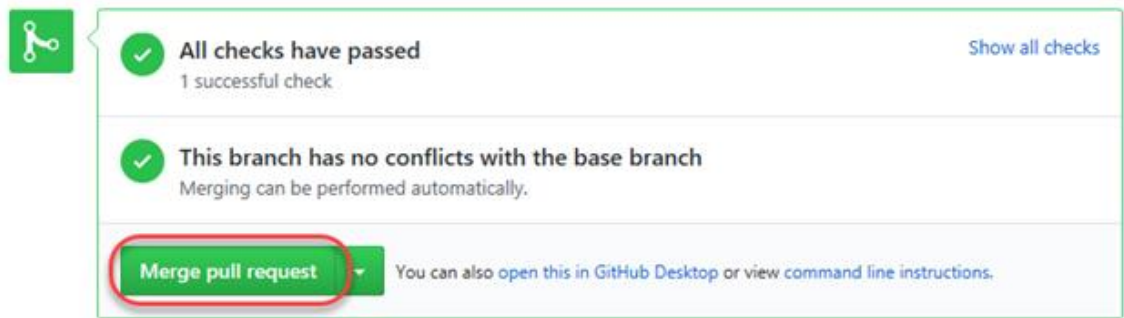 All checks have passed
Show all checks
1 successful check
This branch has no conflicts with the base branch
Merging can be performed automatically.
Merge pull request
You can also open this in GitHub Desktop or view command line instructions.